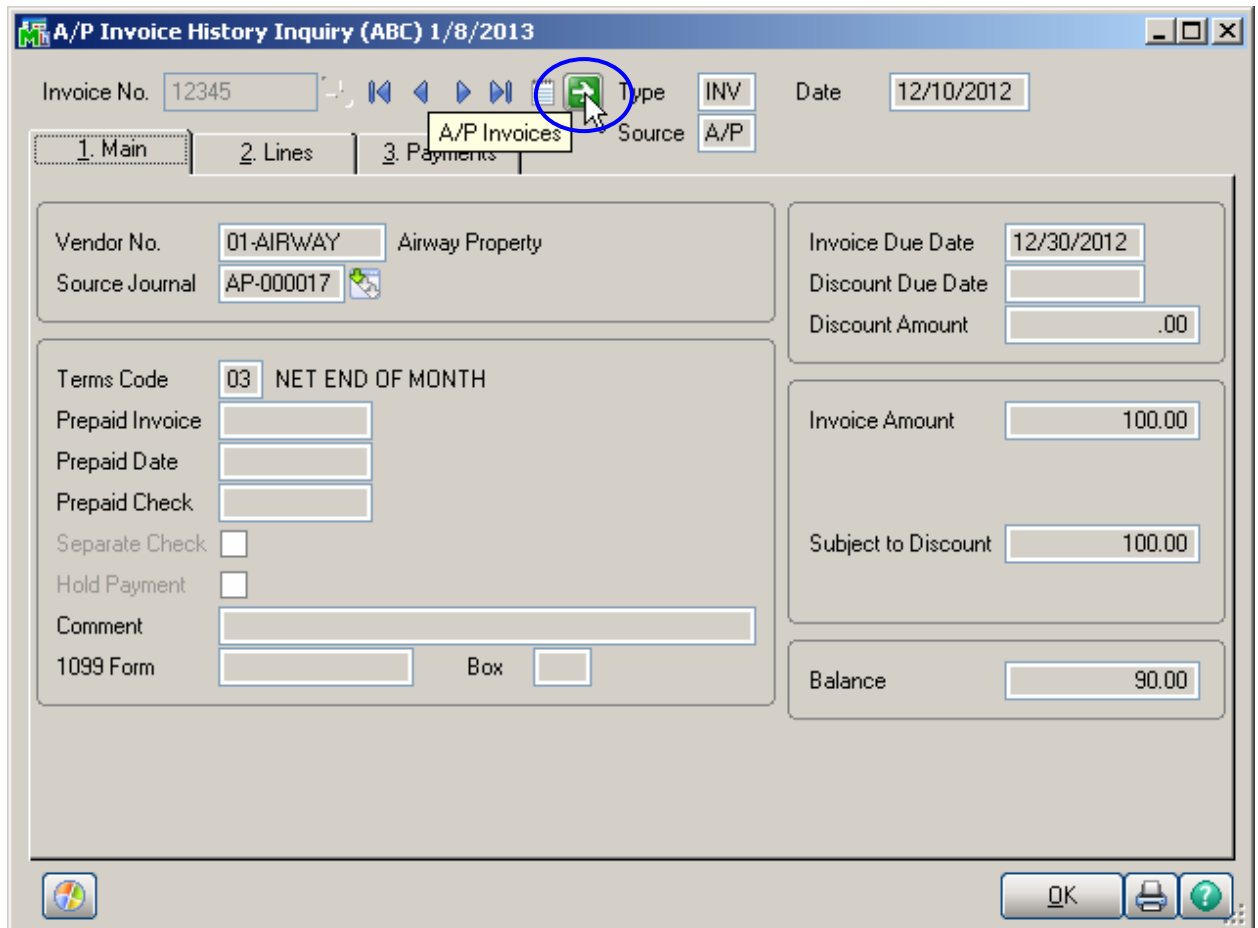 A/P Invoice History Inquiry (ABC) 1/8/2013
Invoice No. 12345 Type INV Date 12/10/2012
A/P Invoices Source A/P
1. Main 2. Lines 3. Payments
Vendor No. 01-AIRWAY Airway Property
Source Journal AP-000017
Invoice Due Date 12/30/2012
Discount Due Date
Discount Amount .00
Terms Code 03 NET END OF MONTH
Prepaid Invoice
Prepaid Date
Prepaid Check
Separate Check
Hold Payment
Comment
1099 Form Box
Invoice Amount 100.00
Subject to Discount 100.00
Balance 90.00
OK